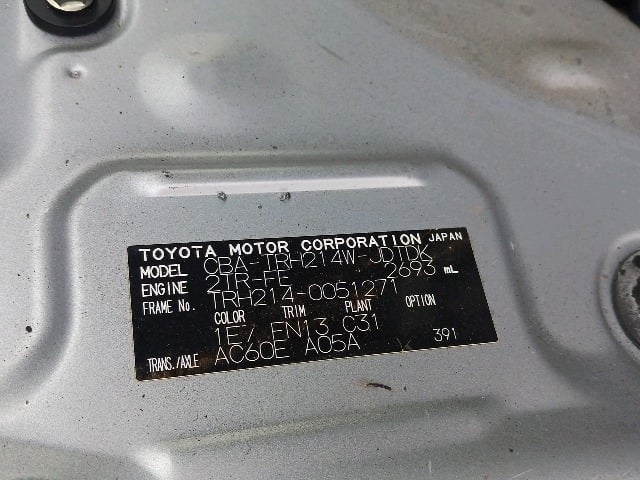 TOYOTA MOTOR CORPORATION JAPAN
MODEL CBA-TRH214W-JDTDK
ENGINE 2TR-FE 2693 mL
FRAME No. TRH214-0051271
COLOR TRIM PLANT OPTION
1E7 EN13 C31
TRANS./AXLE AC60E A05A 391